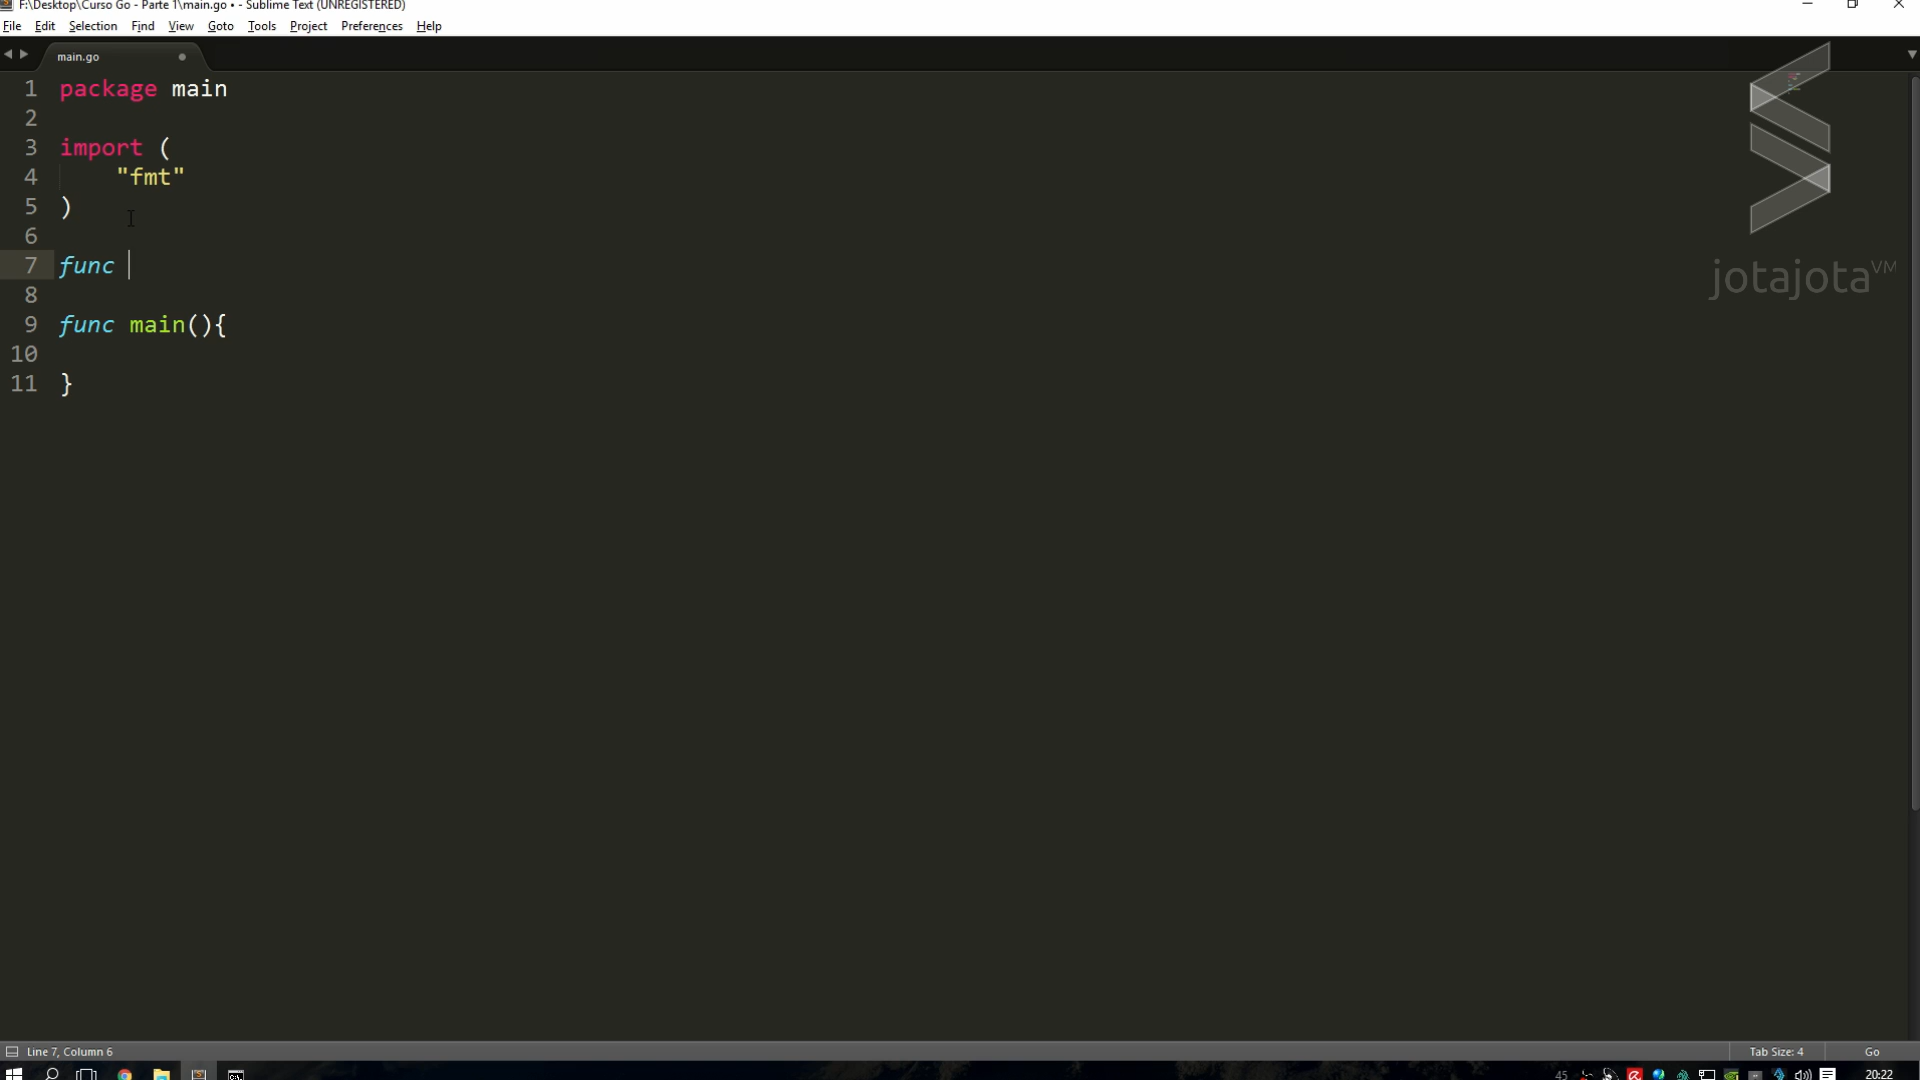 F:\Desktop\Curso Go - Parte 1\main.go • - Sublime Text (UNREGISTERED)
File Edit Selection Find View Goto Tools Project Preferences Help
main.go
1 package main
2
3 import (
4 "fmt"
5 )
6
7 func
8
9 func main(){
10
11 }
jotajotaVM
Line 7, Column 6
Tab Size: 4
Go
45
20:22